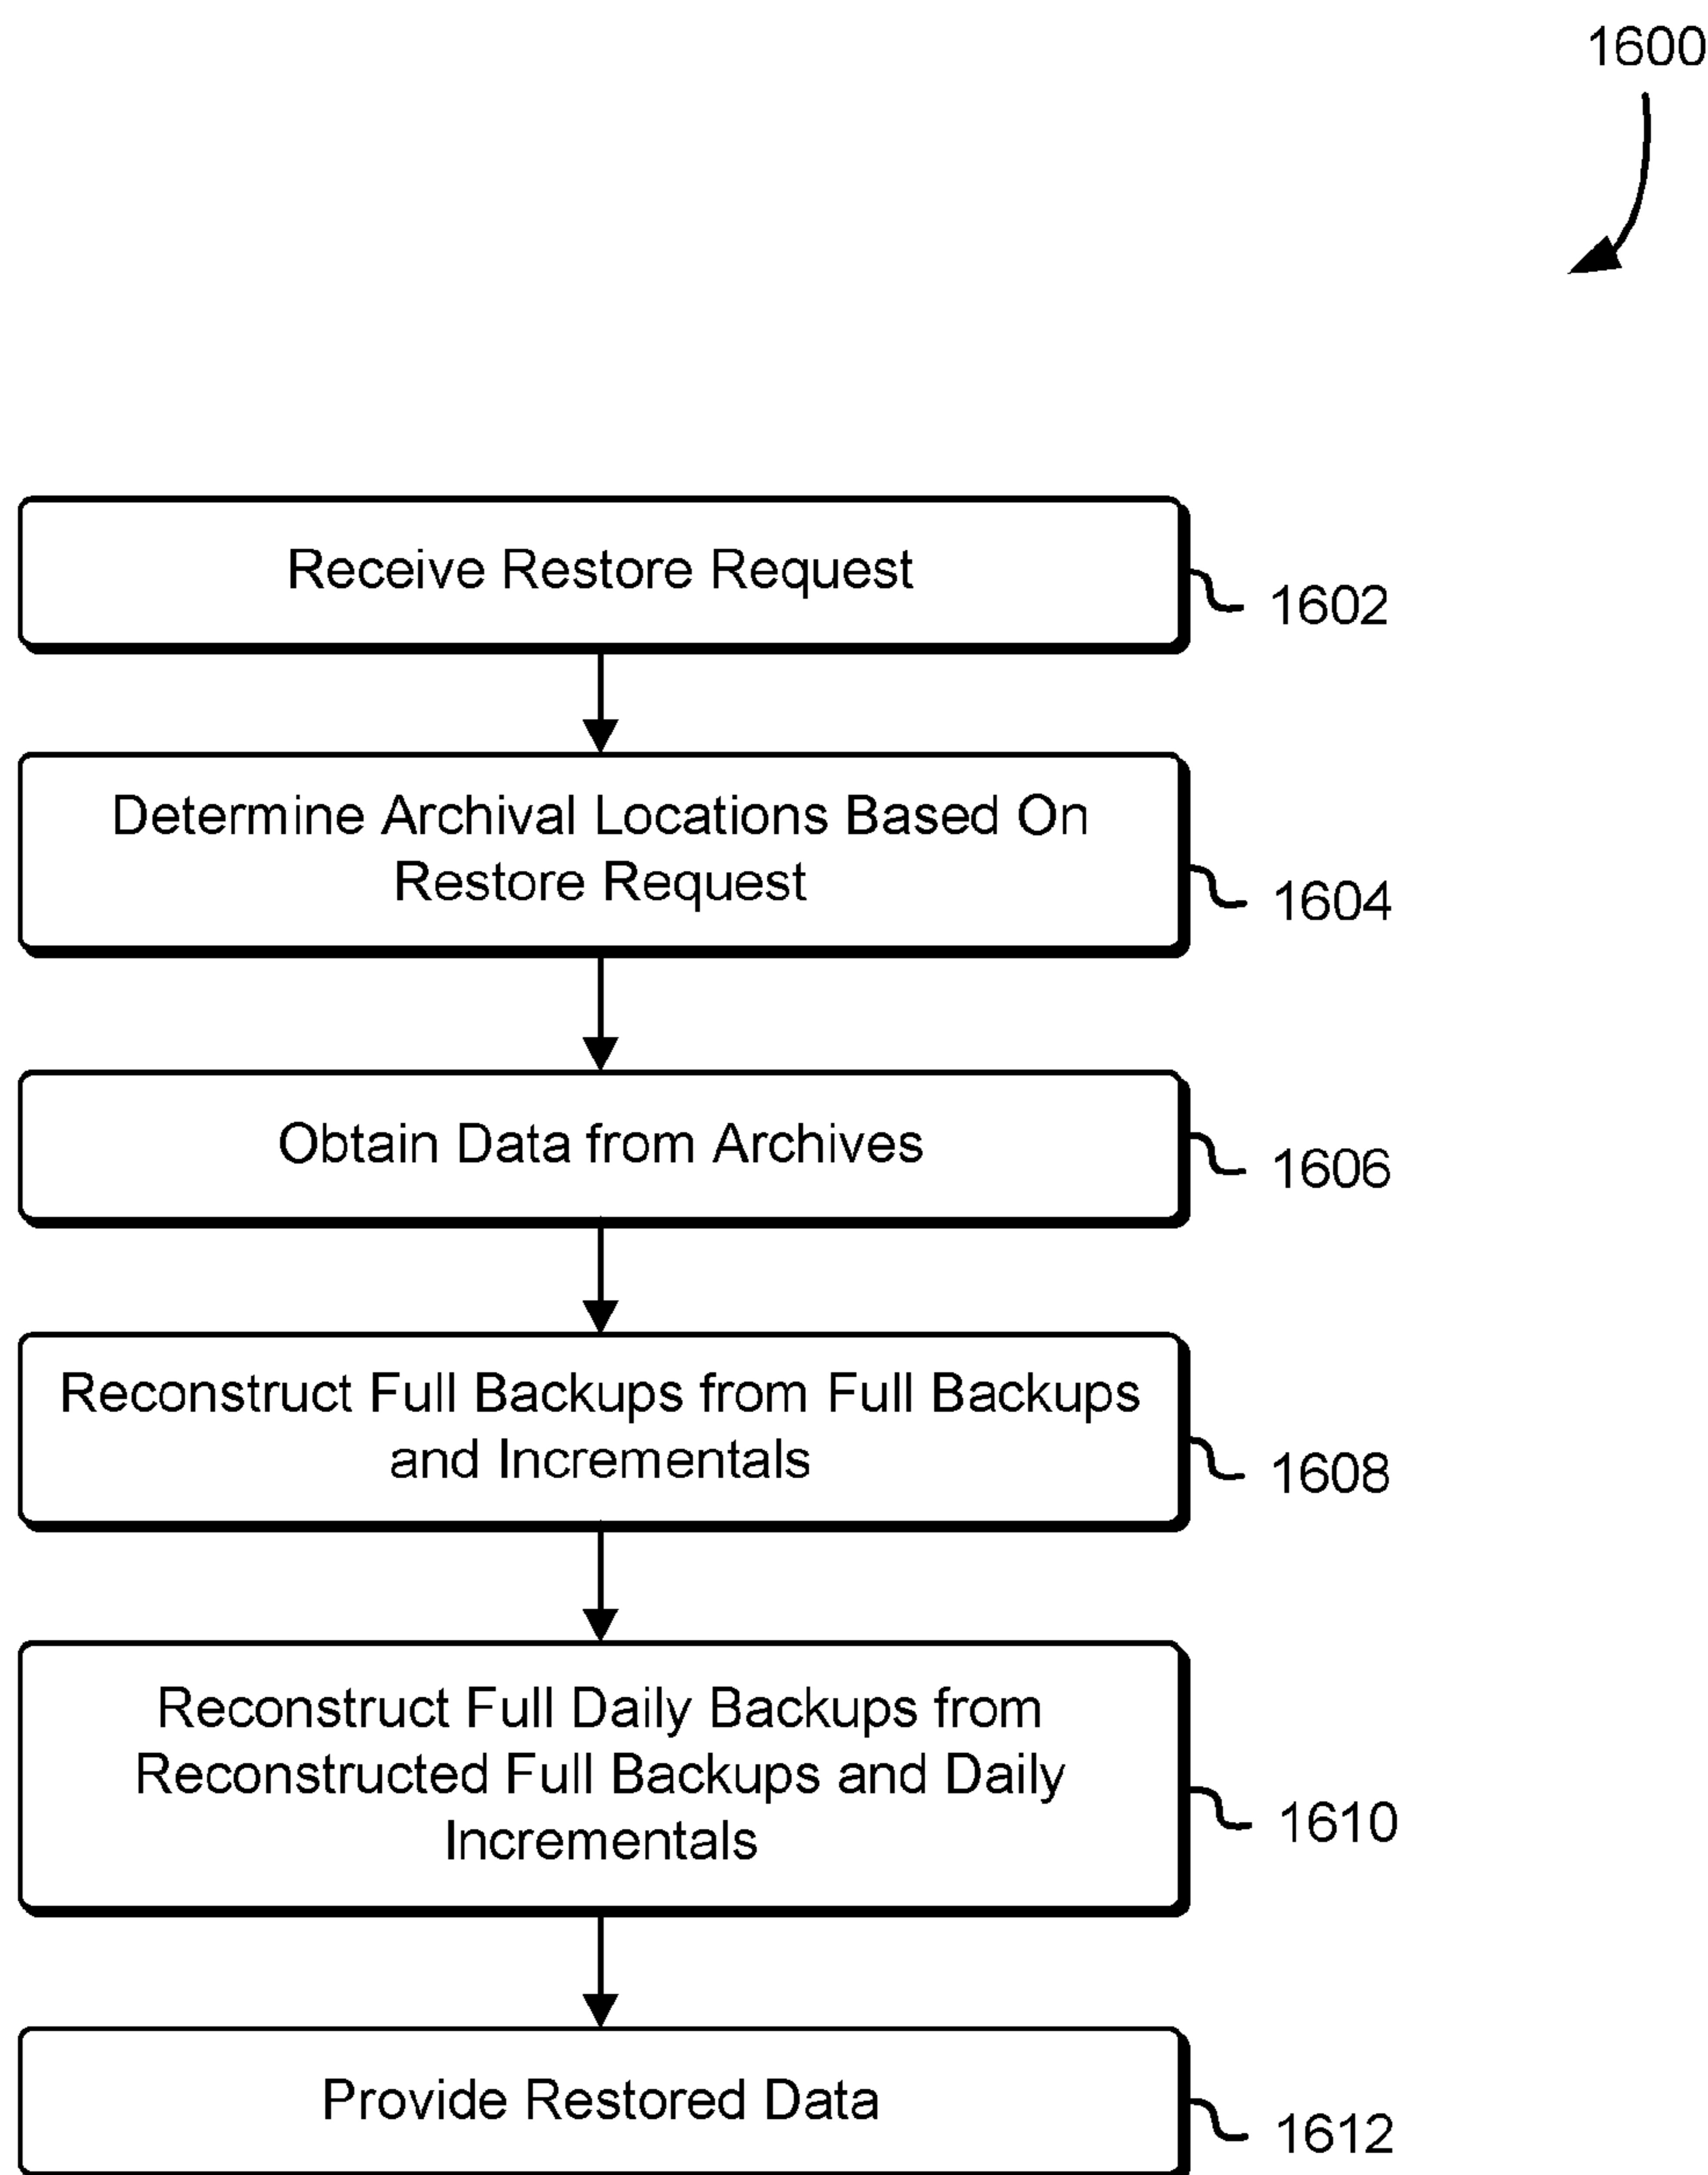 1600
Receive Restore Request
1602
Determine Archival Locations Based On
Restore Request
1604
Obtain Data from Archives
1606
Reconstruct Full Backups from Full Backups
and Incrementals
1608
Reconstruct Full Daily Backups from
Reconstructed Full Backups and Daily
Incrementals
1610
Provide Restored Data
1612